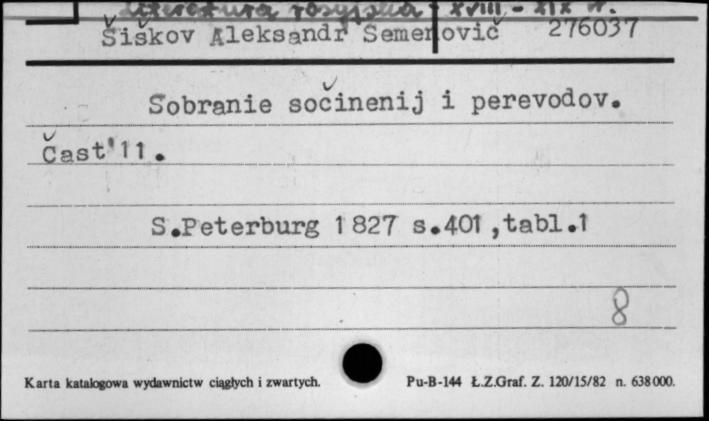 literatura rosyjska XVIII - XIX w.
Šiškov Aleksandr Semenovič 276037
Sobranie sočinenij i perevodov.
Čast'11.
S.Peterburg 1827 s.401,tabl.1
8
Karta katalogowa wydawnictw ciągłych i zwartych. Pu-B-144 Ł.Z.Graf. Z. 120/15/82 n. 638000.